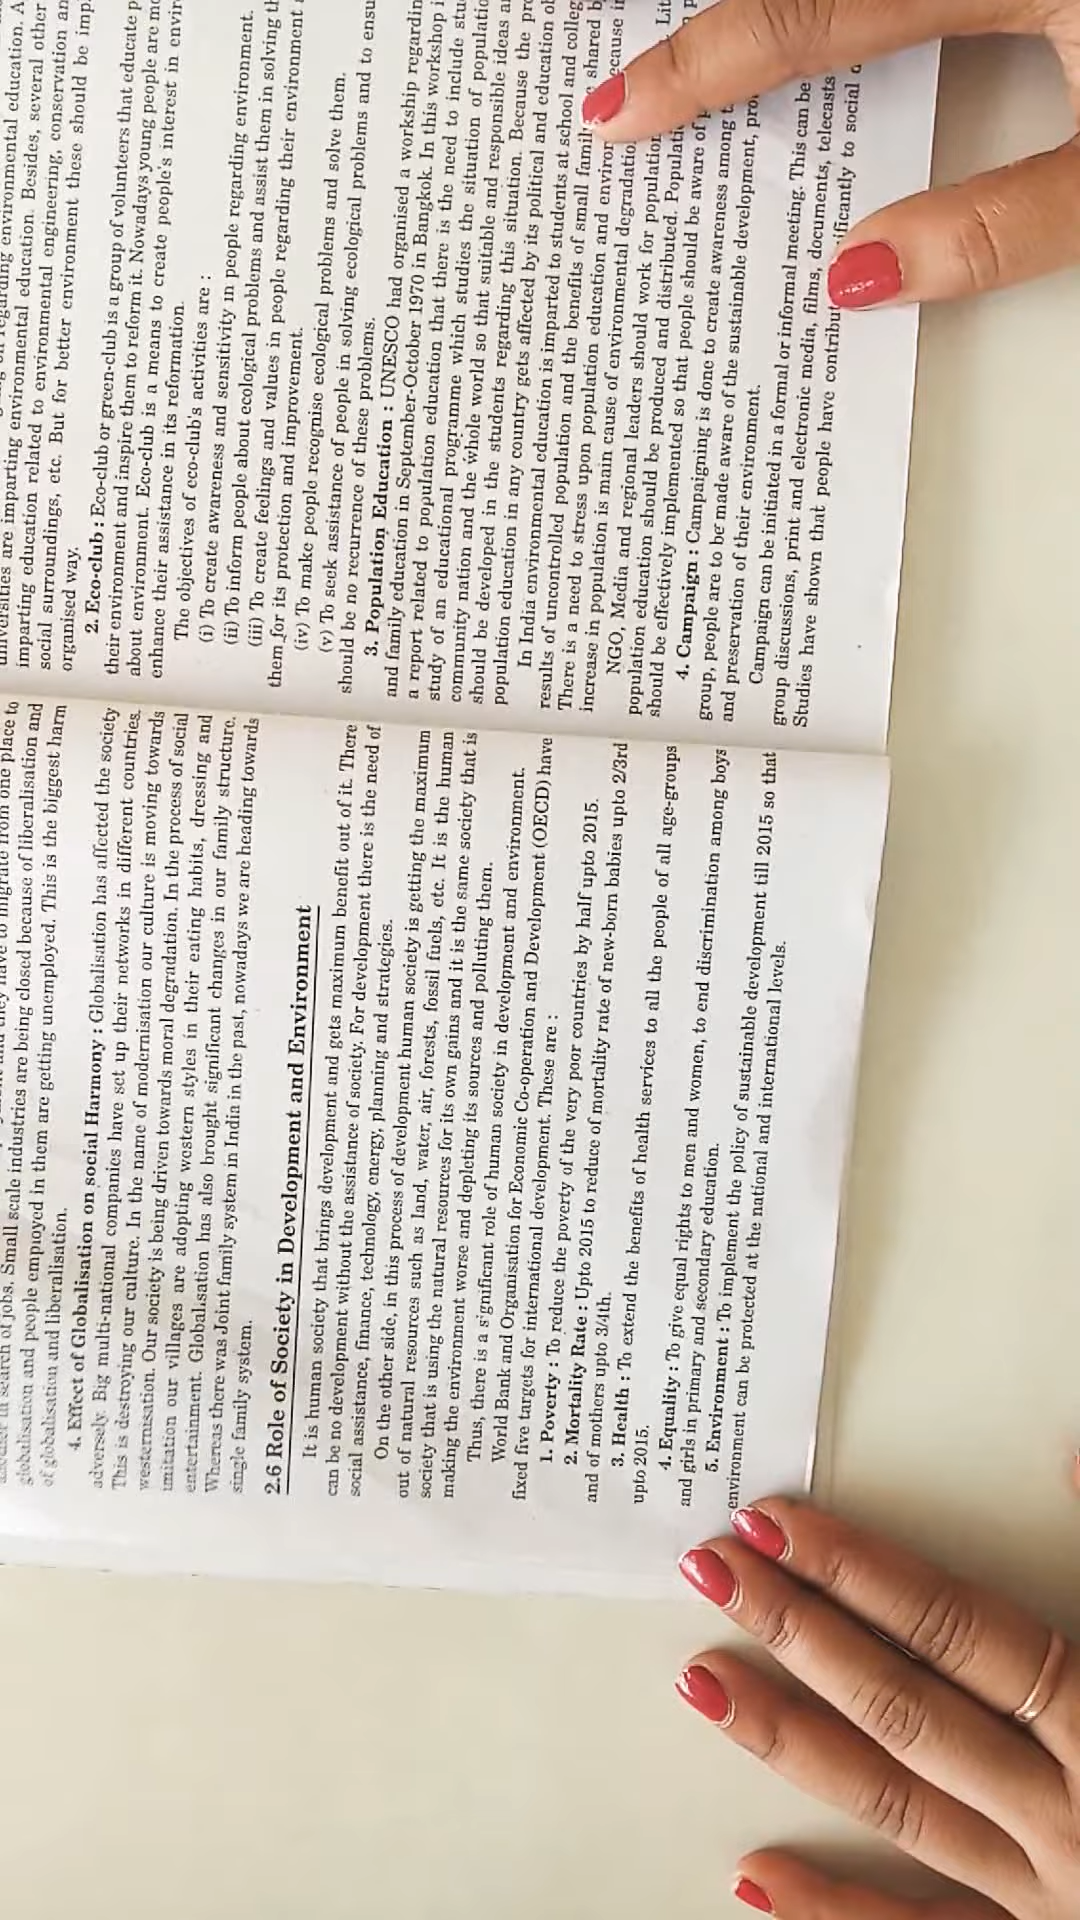 another in search of jobs. Small scale industries are being closed because of liberalisation and
globalisation and people employed in them are getting unemployed. This is the biggest harm
of globalisation and liberalisation.
4. Effect of Globalisation on social Harmony : Globalisation has affected the society
adversely. Big multi-national companies have set up their networks in different countries.
This is destroying our culture. In the name of modernisation our culture is moving towards
westernisation. Our society is being driven towards moral degradation. In the process of social
imitation our villages are adopting western styles in their eating habits, dressing and
entertainment. Globalisation has also brought significant changes in our family structure.
Whereas there was Joint family system in India in the past, nowadays we are heading towards
single family system.
2.6 Role of Society in Development and Environment
It is human society that brings development and gets maximum benefit out of it. There
can be no development without the assistance of society. For development there is the need of
social assistance, finance, technology, energy, planning and strategies.
On the other side, in this process of development human society is getting the maximum
out of natural resources such as land, water, air, forests, fossil fuels, etc. It is the human
society that is using the natural resources for its own gains and it is the same society that is
making the environment worse and depleting its sources and polluting them.
Thus, there is a significant role of human society in development and environment.
World Bank and Organisation for Economic Co-operation and Development (OECD) have
fixed five targets for international development. These are :
1. Poverty : To reduce the poverty of the very poor countries by half upto 2015.
2. Mortality Rate : Upto 2015 to reduce of mortality rate of new-born babies upto 2/3rd
and of mothers upto 3/4th.
3. Health : To extend the benefits of health services to all the people of all age-groups
upto 2015.
4. Equality : To give equal rights to men and women, to end discrimination among boys
and girls in primary and secondary education.
5. Environment : To implement the policy of sustainable development till 2015 so that
environment can be protected at the national and international levels.
universities are imparting environmental education. Besides, several other
imparting education related to environmental engineering, conservation
social surroundings, etc. But for better environment these should be
organised way.
2. Eco-club : Eco-club or green-club is a group of volunteers that educate
their environment and inspire them to reform it. Nowadays young people are
about environment. Eco-club is a means to create people's interest in
enhance their assistance in its reformation.
The objectives of eco-club's activities are :
(i) To create awareness and sensitivity in people regarding environment.
(ii) To inform people about ecological problems and assist them in solving
(iii) To create feelings and values in people regarding their environment
them for its protection and improvement.
(iv) To make people recognise ecological problems and solve them.
(v) To seek assistance of people in solving ecological problems and to
should be no recurrence of these problems.
3. Population Education : UNESCO had organised a workshop
and family education in September-October 1970 in Bangkok. In this workshop
a report related to population education that there is the need to include
study of an educational programme which studies the situation of
community nation and the whole world so that suitable and responsible ideas
should be developed in the students regarding this situation. Because the
population education in any country gets affected by its political and education
In India environmental education is imparted to students at school and
results of uncontrolled population and the benefits of small
There is a need to stress upon population education and
increase in population is main cause of environmental
NGO, Media and regional leaders should work for population
population education should be produced and distributed.
should be effectively implemented so that people should be aware of
4. Campaign : Campaigning is done to create awareness among
group, people are to be made aware of the sustainable development,
and preservation of their environment.
Campaign can be initiated in a formal or informal meeting. This can be
group discussions, print and electronic media, films, documents, telecasts
Studies have shown that people have to social